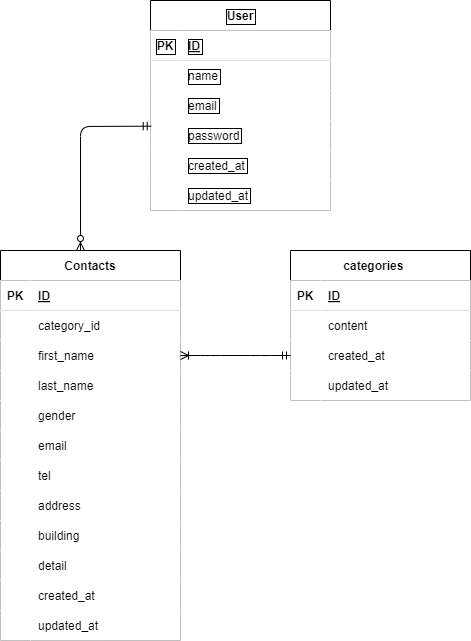 User
PK ID
name
email
password
created_at
updated_at
Contacts
PK ID
category_id
first_name
last_name
gender
email
tel
address
building
detail
created_at
updated_at
categories
PK ID
content
created_at
updated_at